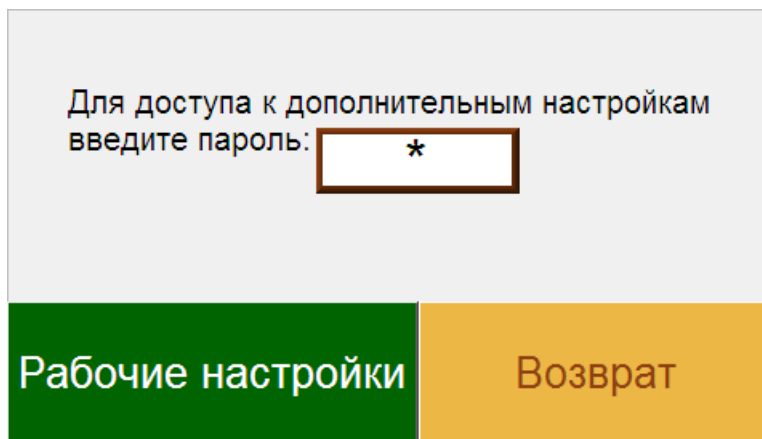 Для доступа к дополнительным настройкам
введите пароль: *
Рабочие настройки
Возврат